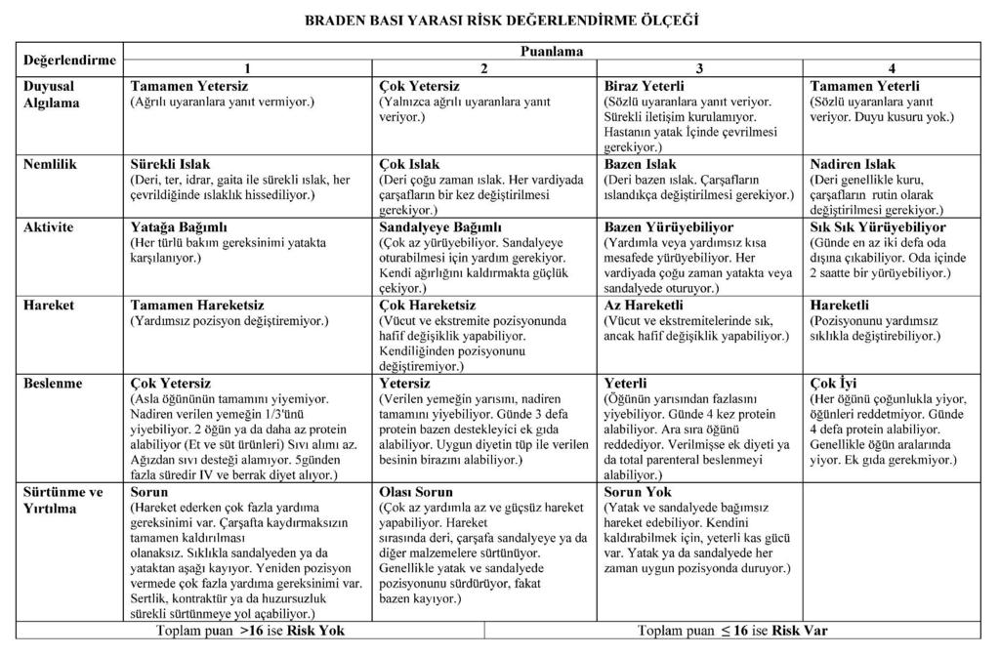 BRADEN BASI YARASI RİSK DEĞERLENDİRME ÖLÇEĞİ
Değerlendirme
Puanlama
1
2
3
4
Duyusal
Algılama
Tamamen Yetersiz
(Ağrılı uyaranlara yanıt vermiyor.)
Çok Yetersiz
(Yalnızca ağrılı uyaranlara yanıt
veriyor.)
Biraz Yeterli
(Sözlü uyaranlara yanıt veriyor.
Sürekli iletişim kurulamıyor.
Hastanın yatak İçinde çevrilmesi
gerekiyor.)
Tamamen Yeterli
(Sözlü uyaranlara yanıt
veriyor. Duyu kusuru yok.)
Nemlilik
Sürekli Islak
(Deri, ter, idrar, gaita ile sürekli ıslak, her
çevrildiğinde ıslaklık hissediliyor.)
Çok Islak
(Deri çoğu zaman ıslak. Her vardiyada
çarşafların bir kez değiştirilmesi
gerekiyor.)
Bazen Islak
(Deri bazen ıslak. Çarşafların
ıslandıkça değiştirilmesi gerekiyor.)
Nadiren Islak
(Deri genellikle kuru,
çarşafların rutin olarak
değiştirilmesi gerekiyor.)
Aktivite
Yatağa Bağımlı
(Her türlü bakım gereksinimi yatakta
karşılanıyor.)
Sandalyeye Bağımlı
(Çok az yürüyebiliyor. Sandalyeye
oturabilmesi için yardım gerekiyor.
Kendi ağırlığını kaldırmakta güçlük
çekiyor.)
Bazen Yürüyebiliyor
(Yardımla veya yardımsız kısa
mesafede yürüyebiliyor. Her
vardiyada çoğu zaman yatakta veya
sandalyede oturuyor.)
Sık Sık Yürüyebiliyor
(Günde en az iki defa oda
dışına çıkabiliyor. Oda içinde
2 saatte bir yürüyebiliyor.)
Hareket
Tamamen Hareketsiz
(Yardımsız pozisyon değiştiremiyor.)
Çok Hareketsiz
(Vücut ve ekstremite pozisyonunda
hafif değişiklik yapabiliyor.
Kendiliğinden pozisyonunu
değiştiremiyor.)
Az Hareketli
(Vücut ve ekstremitelerinde sık,
ancak hafif değişiklik yapabiliyor.)
Hareketli
(Pozisyonunu yardımsız
sıklıkla değiştirebiliyor.)
Beslenme
Çok Yetersiz
(Asla öğününün tamamını yiyemiyor.
Nadiren verilen yemeğin 1/3'ünü
yiyebiliyor. 2 öğün ya da daha az protein
alabiliyor (Et ve süt ürünleri) Sıvı alımı az.
Ağızdan sıvı desteği alamıyor. 5günden
fazla süredir IV ve berrak diyet alıyor.)
Yetersiz
(Verilen yemeğin yarısını, nadiren
tamamını yiyebiliyor. Günde 3 defa
protein bazen destekleyici ek gıda
alabiliyor. Uygun diyetin tüp ile verilen
besinin birazını alabiliyor.)
Yeterli
(Öğünün yarısından fazlasını
yiyebiliyor. Günde 4 kez protein
alabiliyor. Ara sıra öğünü
reddediyor. Verilmişse ek diyeti ya
da total parenteral beslenmeyi
alabiliyor.)
Çok İyi
(Her öğünü çoğunlukla yiyor,
öğünleri reddetmiyor. Günde
4 defa protein alabiliyor.
Genellikle öğün aralarında
yiyor. Ek gıda gerekmiyor.)
Sürtünme ve
Yırtılma
Sorun
(Hareket ederken çok fazla yardıma
gereksinimi var. Çarşafta kaydırmaksızın
tamamen kaldırılması
olanaksız. Sıklıkla sandalyeden ya da
yataktan aşağı kayıyor. Yeniden pozisyon
vermede çok fazla yardıma gereksinimi var.
Sertlik, kontraktür ya da huzursuzluk
sürekli sürtünmeye yol açabiliyor.)
Olası Sorun
(Çok az yardımla az ve güçsüz hareket
yapabiliyor. Hareket
sırasında deri, çarşafa sandalyeye ya da
diğer malzemelere sürtünüyor.
Genellikle yatak ve sandalyede
pozisyonunu sürdürüyor, fakat
bazen kayıyor.)
Sorun Yok
(Yatak ve sandalyede bağımsız
hareket edebiliyor. Kendini
kaldırabilmek için, yeterli kas gücü
var. Yatak ya da sandalyede her
zaman uygun pozisyonda duruyor.)
Toplam puan >16 ise Risk Yok
Toplam puan ≤ 16 ise Risk Var